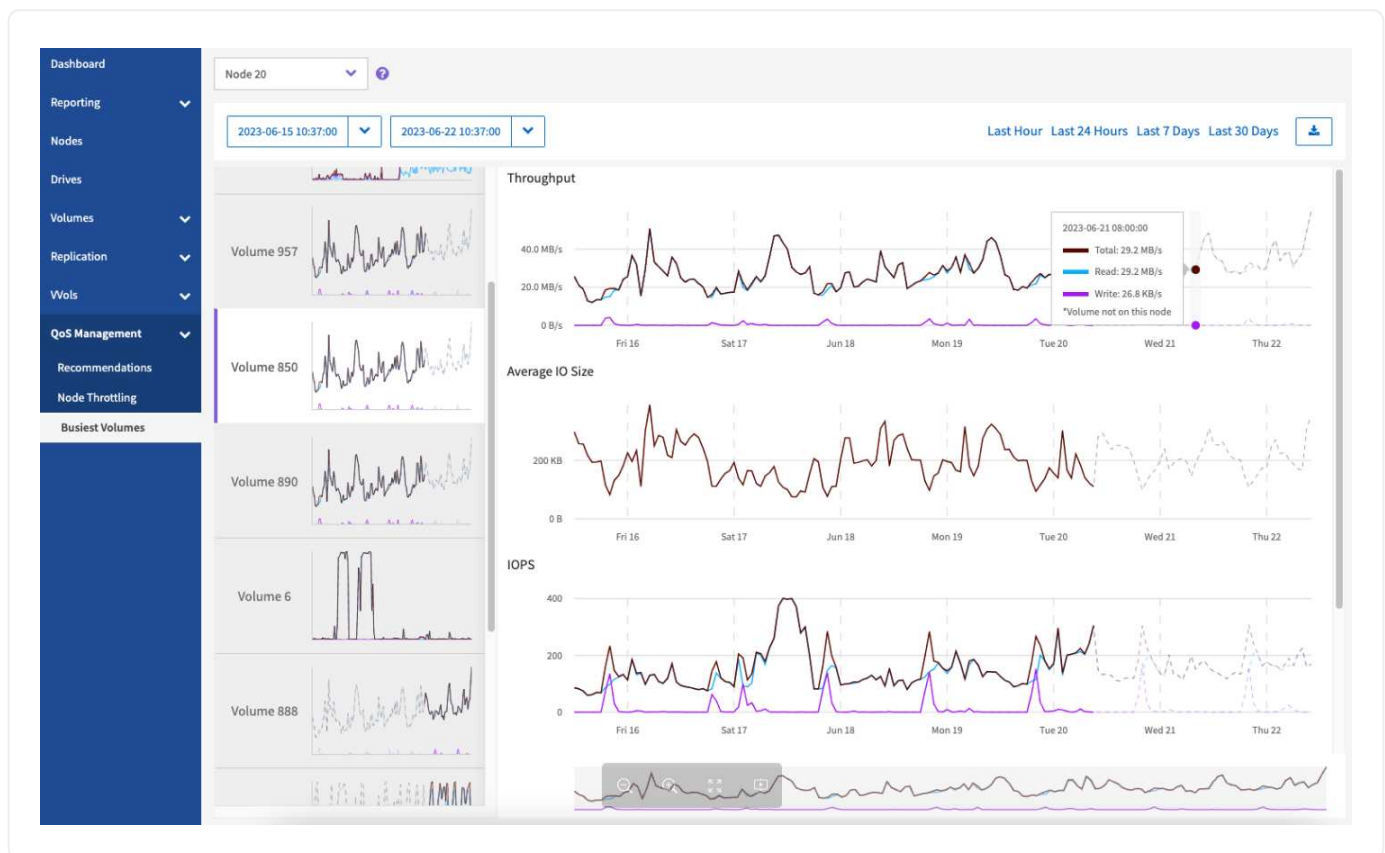 Dashboard
Reporting
Nodes
Drives
Volumes
Replication
VVols
QoS Management
Recommendations
Node Throttling
Busiest Volumes
Node 20
?
2023-06-15 10:37:00
2023-06-22 10:37:00
Last Hour Last 24 Hours Last 7 Days Last 30 Days
Volume 957
Volume 850
Volume 890
Volume 6
Volume 888
Throughput
40.0 MB/s
20.0 MB/s
0 B/s
2023-06-21 08:00:00
Total: 29.2 MB/s
Read: 29.2 MB/s
Write: 26.8 KB/s
*Volume not on this node
Fri 16 Sat 17 Jun 18 Mon 19 Tue 20 Wed 21 Thu 22
Average IO Size
200 KB
0 B
Fri 16 Sat 17 Jun 18 Mon 19 Tue 20 Wed 21 Thu 22
IOPS
400
200
0
Fri 16 Sat 17 Jun 18 Mon 19 Tue 20 Wed 21 Thu 22